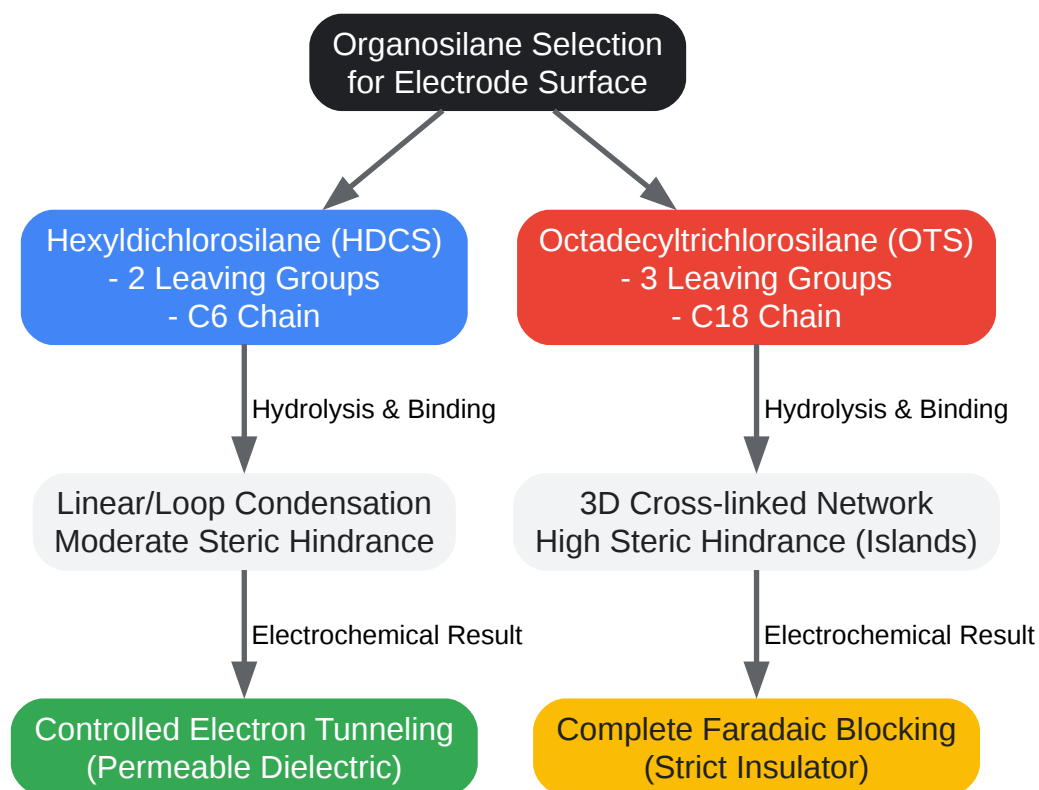 Organosilane Selection
for Electrode Surface
Hexyldichlorosilane (HDCS)
- 2 Leaving Groups
- C6 Chain
Octadecyltrichlorosilane (OTS)
- 3 Leaving Groups
- C18 Chain
Hydrolysis & Binding
Hydrolysis & Binding
Linear/Loop Condensation
Moderate Steric Hindrance
3D Cross-linked Network
High Steric Hindrance (Islands)
Electrochemical Result
Electrochemical Result
Controlled Electron Tunneling
(Permeable Dielectric)
Complete Faradaic Blocking
(Strict Insulator)